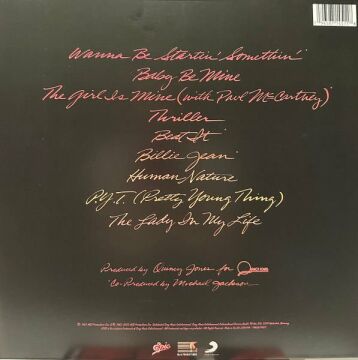 Wanna Be Startin' Somethin'
Baby Be Mine
The Girl Is Mine (with Paul McCartney)
Thriller
Beat It
Billie Jean
Human Nature
P.Y.T. (Pretty Young Thing)
The Lady In My Life
Produced by Quincy Jones for
Co-Produced by Michael Jackson
Epic